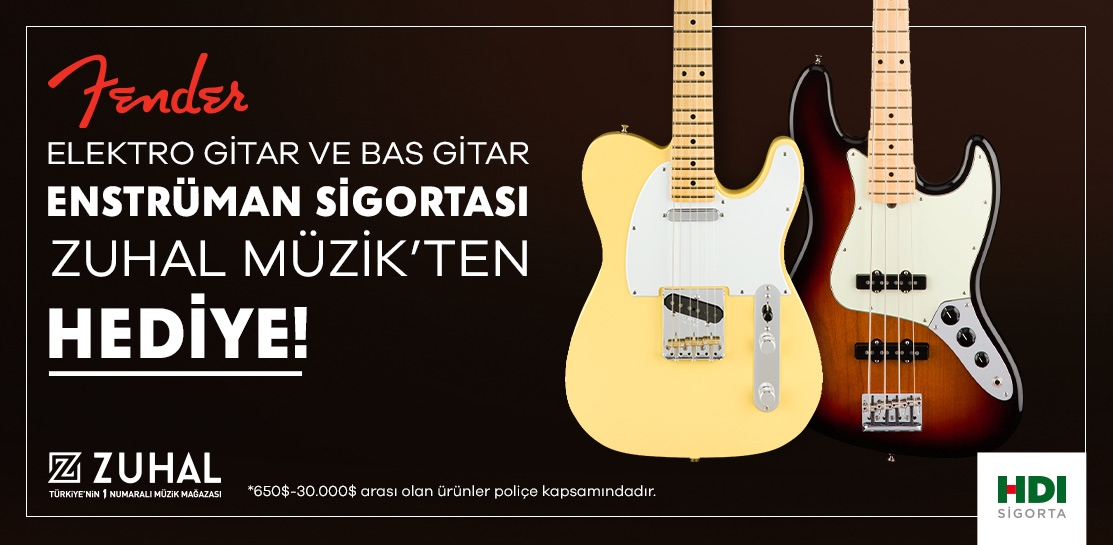 Fender
ELEKTRO GİTAR VE BAS GİTAR
ENSTRÜMAN SİGORTASI
ZUHAL MÜZİK'TEN
HEDİYE!
ZUHAL
TÜRKİYE'NİN 1 NUMARALI MÜZİK MAĞAZASI
*650$-30.000$ arası olan ürünler poliçe kapsamındadır.
HDI
SİGORTA